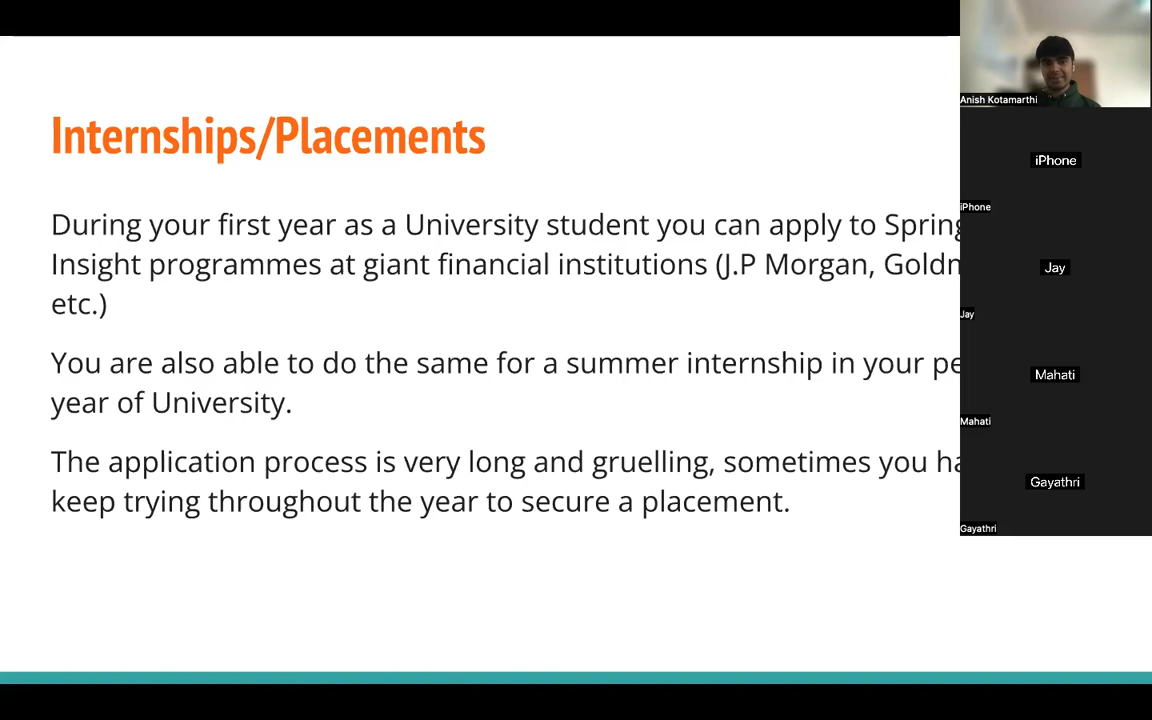 Internships/Placements
During your first year as a University student you can apply to Spring
Insight programmes at giant financial institutions (J.P Morgan,
etc.)
You are also able to do the same for a summer internship in your
year of University.
The application process is very long and gruelling, sometimes you
keep trying throughout the year to secure a placement.
Anish Kotamarthi
iPhone
iPhone
Jay
Jay
Mahati
Mahati
Gayathri
Gayathri